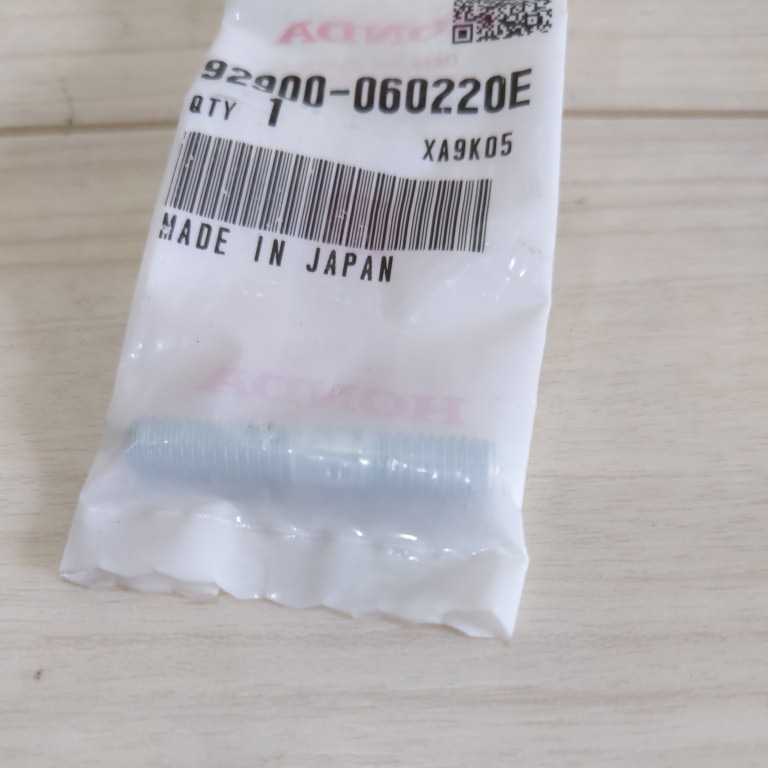 HONDA
92900-060220E
QTY 1
XA9K05
MADE IN JAPAN
HONDA